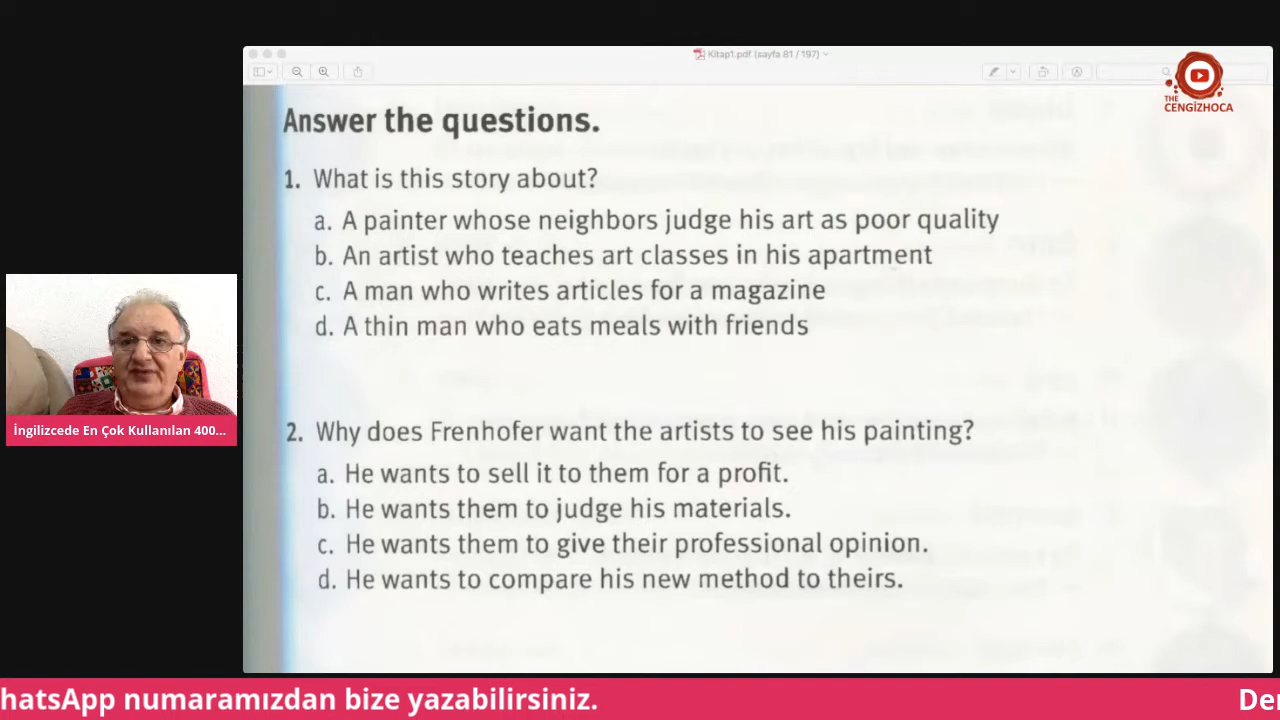 Kitap1.pdf (sayfa 81 / 197)
THE
CENGİZHOCA
Answer the questions.
1. What is this story about?
a. A painter whose neighbors judge his art as poor quality
b. An artist who teaches art classes in his apartment
c. A man who writes articles for a magazine
d. A thin man who eats meals with friends
İngilizcede En Çok Kullanılan 400...
2. Why does Frenhofer want the artists to see his painting?
a. He wants to sell it to them for a profit.
b. He wants them to judge his materials.
c. He wants them to give their professional opinion.
d. He wants to compare his new method to theirs.
hatsApp numaramızdan bize yazabilirsiniz.
Der